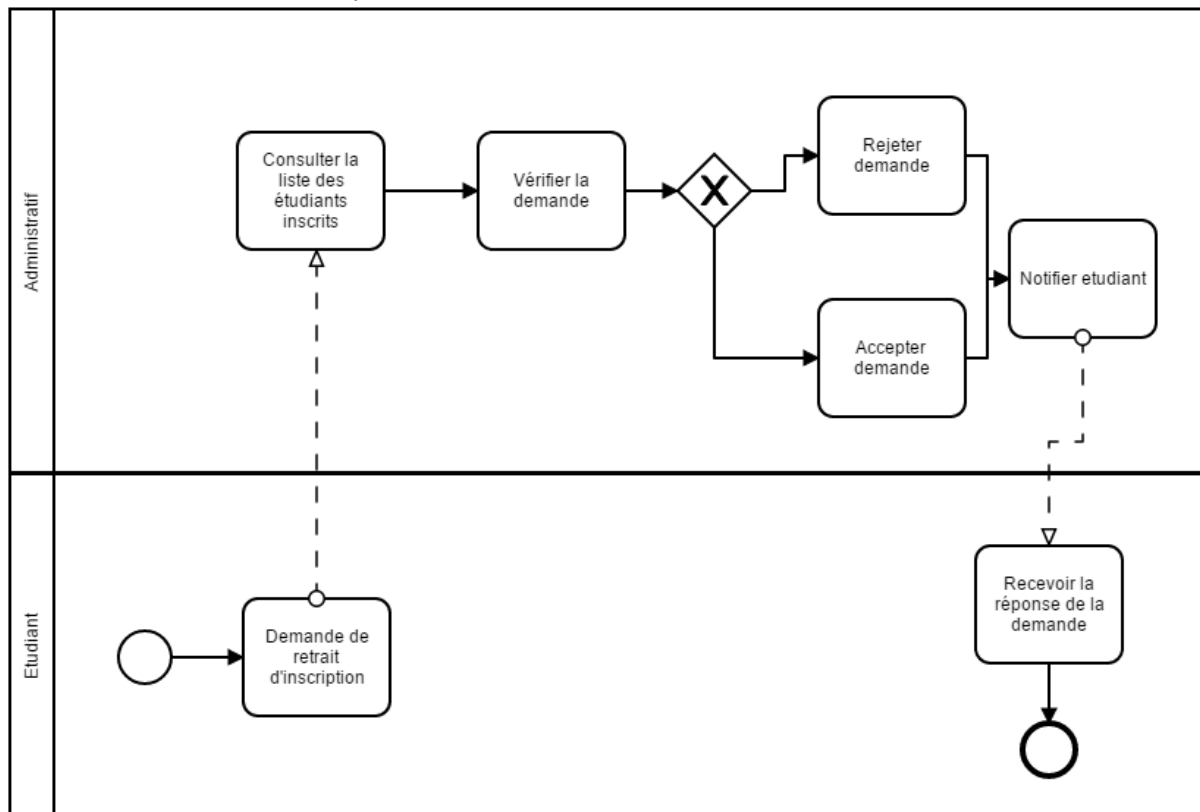 Administratif
Consulter la
liste des
étudiants
inscrits
Vérifier la
demande
X
Rejeter
demande
Accepter
demande
Notifier etudiant
Etudiant
Demande de
retrait
d'inscription
Recevoir la
réponse de la
demande